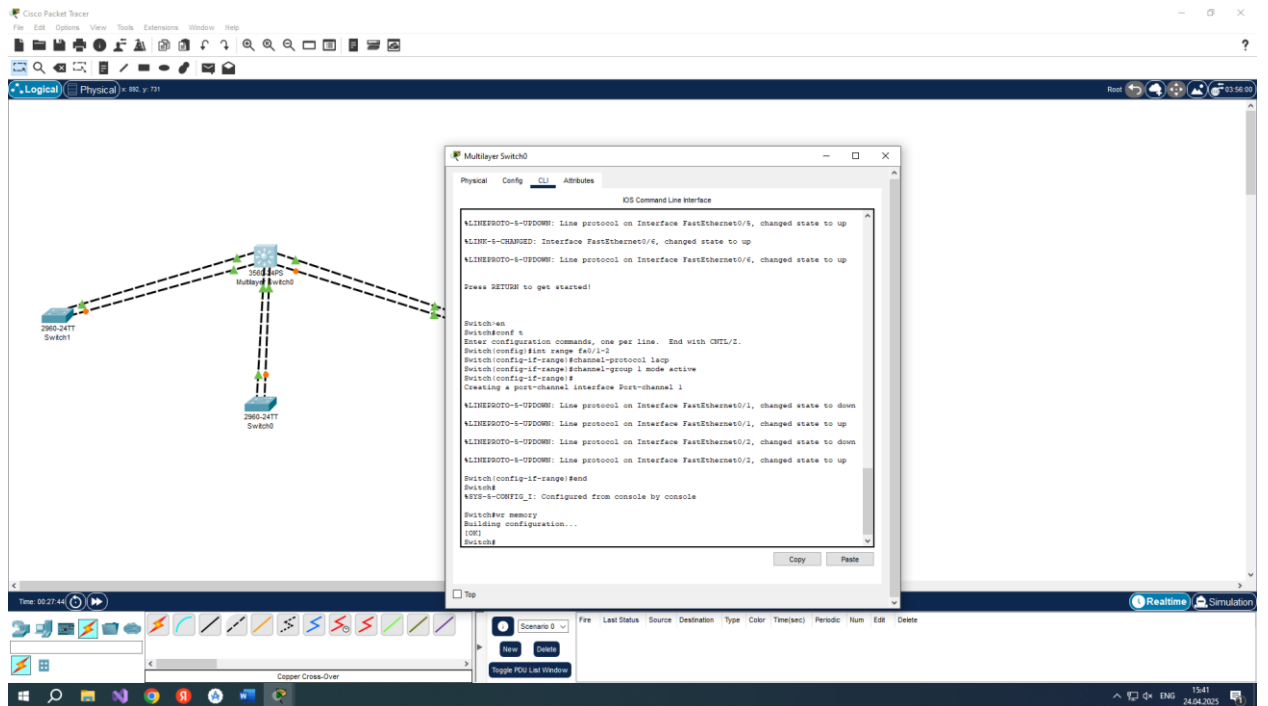 Cisco Packet Tracer
File Edit Options View Tools Extensions Window Help
?
Logical Physical x: 892, y: 731 Root 03:56:00
Multilayer Switch0
Physical Config CLI Attributes
IOS Command Line Interface
%LINEPROTO-5-UPDOWN: Line protocol on Interface FastEthernet0/5, changed state to up
%LINK-5-CHANGED: Interface FastEthernet0/6, changed state to up
%LINEPROTO-5-UPDOWN: Line protocol on Interface FastEthernet0/6, changed state to up
Press RETURN to get started!
Switch>en
Switch#conf t
Enter configuration commands, one per line. End with CNTL/Z.
Switch(config)#int range fa0/1-2
Switch(config-if-range)#channel-protocol lacp
Switch(config-if-range)#channel-group 1 mode active
Switch(config-if-range)#
Creating a port-channel interface Port-channel 1
%LINEPROTO-5-UPDOWN: Line protocol on Interface FastEthernet0/1, changed state to down
%LINEPROTO-5-UPDOWN: Line protocol on Interface FastEthernet0/1, changed state to up
%LINEPROTO-5-UPDOWN: Line protocol on Interface FastEthernet0/2, changed state to down
%LINEPROTO-5-UPDOWN: Line protocol on Interface FastEthernet0/2, changed state to up
Switch(config-if-range)#end
Switch#
%SYS-5-CONFIG_I: Configured from console by console
Switch#wr memory
Building configuration...
[OK]
Switch#
Copy Paste
Top
3560-24PS
Multilayer Switch0
2960-24TT
Switch1
2960-24TT
Switch0
Time: 00:27:44
Realtime Simulation
Scenario 0
New Delete
Toggle PDU List Window
Fire Last Status Source Destination Type Color Time(sec) Periodic Num Edit Delete
Copper Cross-Over
ENG
15:41
24.04.2025